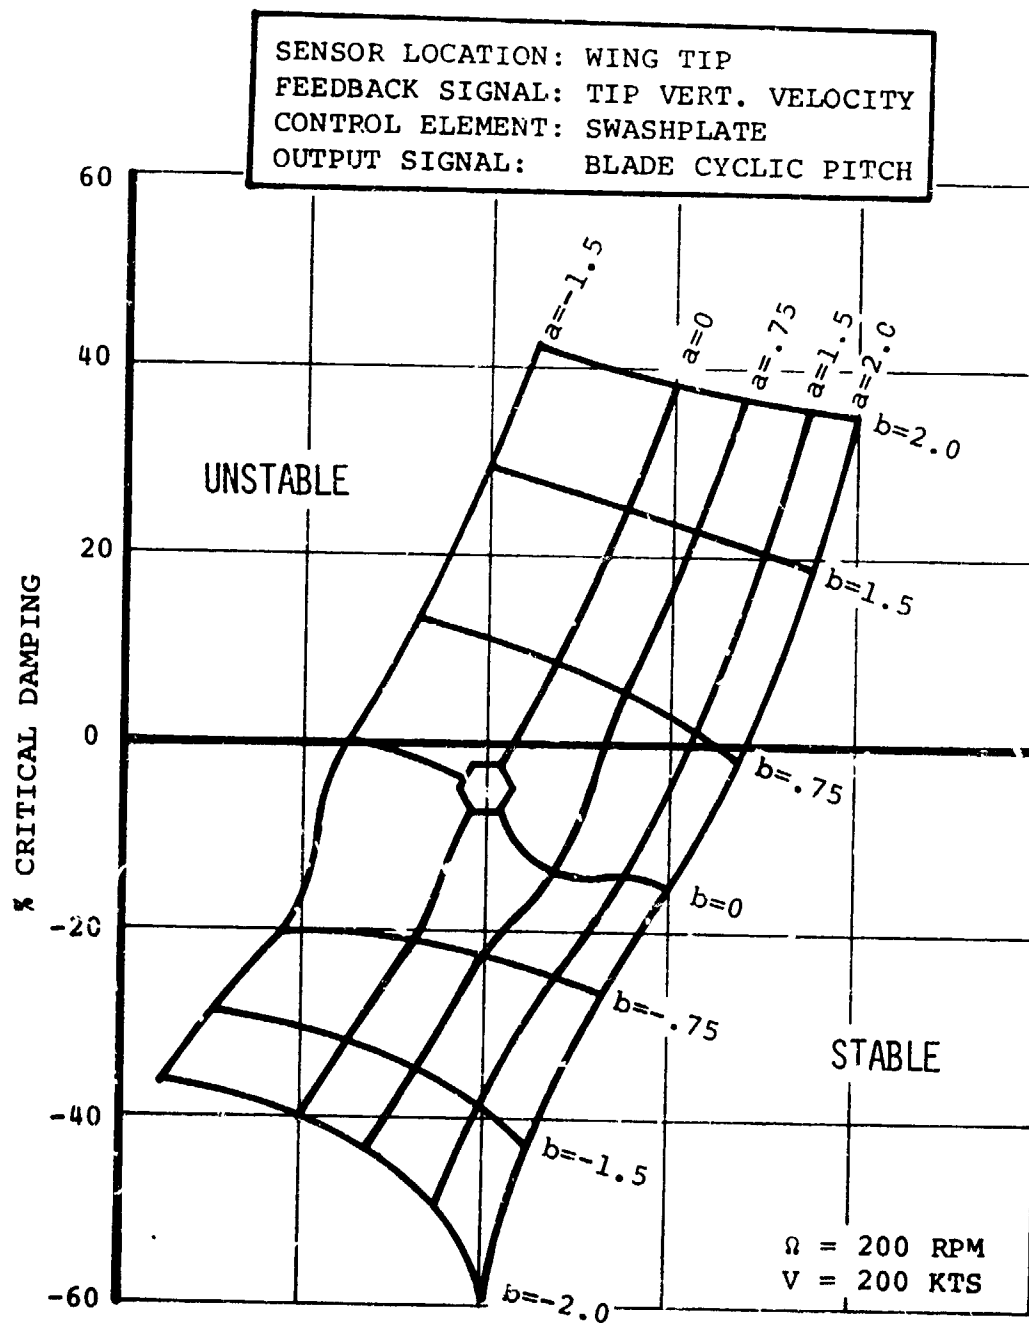 SENSOR LOCATION: WING TIP
FEEDBACK SIGNAL: TIP VERT. VELOCITY
CONTROL ELEMENT: SWASHPLATE
OUTPUT SIGNAL: BLADE CYCLIC PITCH
60
40
20
0
-20
-40
-60
% CRITICAL DAMPING
a=-1.5
a=0
a=.75
a=1.5
a=2.0
b=2.0
b=1.5
b=.75
b=0
b=-.75
b=-1.5
b=-2.0
UNSTABLE
STABLE
Ω = 200 RPM
V = 200 KTS